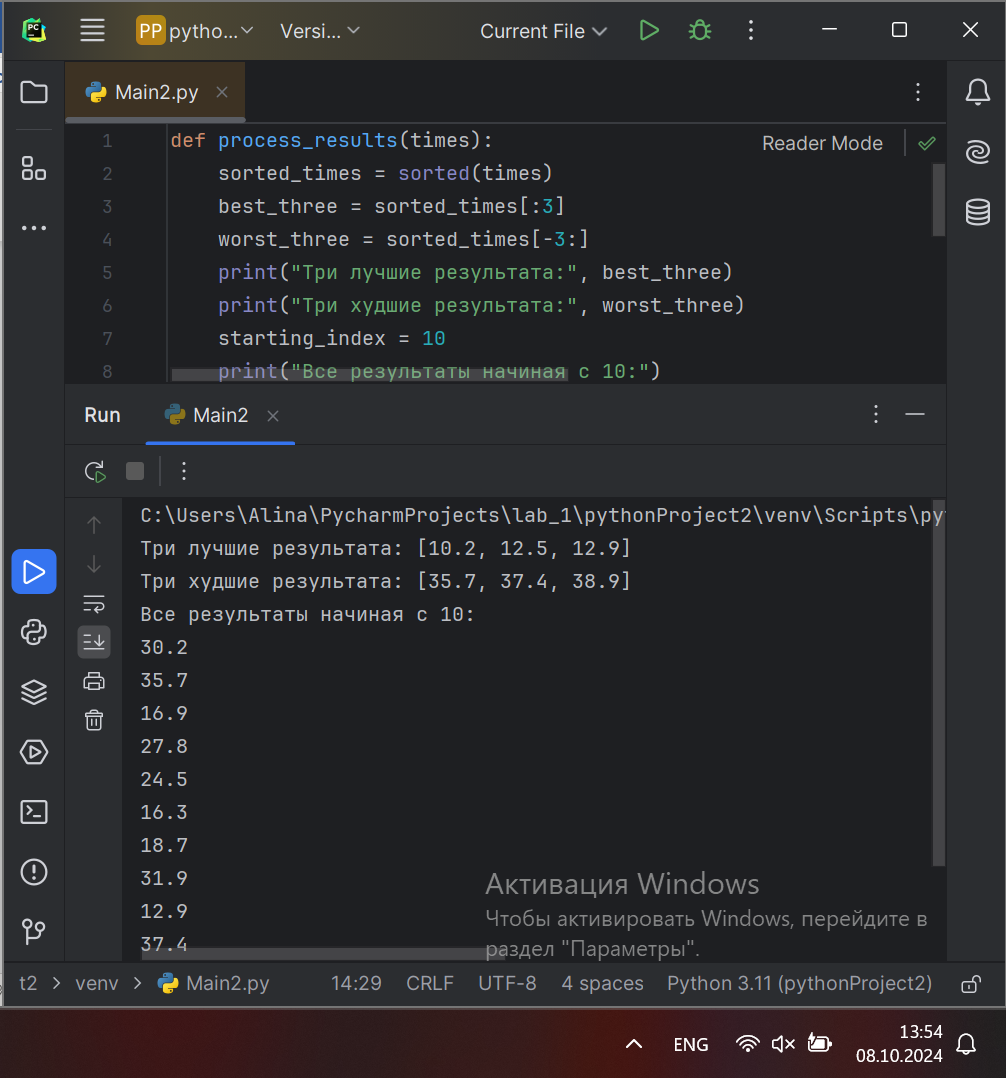 PC
PP pytho... Versi... Current File
Main2.py
1 def process_results(times): Reader Mode
2 sorted_times = sorted(times)
3 best_three = sorted_times[:3]
4 worst_three = sorted_times[-3:]
5 print("Три лучшие результата:", best_three)
6 print("Три худшие результата:", worst_three)
7 starting_index = 10
8 print("Все результаты начиная с 10:")
Run Main2
C:\Users\Alina\PycharmProjects\lab_1\pythonProject2\venv\Scripts\py
Три лучшие результата: [10.2, 12.5, 12.9]
Три худшие результата: [35.7, 37.4, 38.9]
Все результаты начиная с 10:
30.2
35.7
16.9
27.8
24.5
16.3
18.7
31.9
12.9
37.4
Активация Windows
Чтобы активировать Windows, перейдите в
раздел "Параметры".
t2 > venv > Main2.py 14:29 CRLF UTF-8 4 spaces Python 3.11 (pythonProject2)
ENG 13:54
08.10.2024